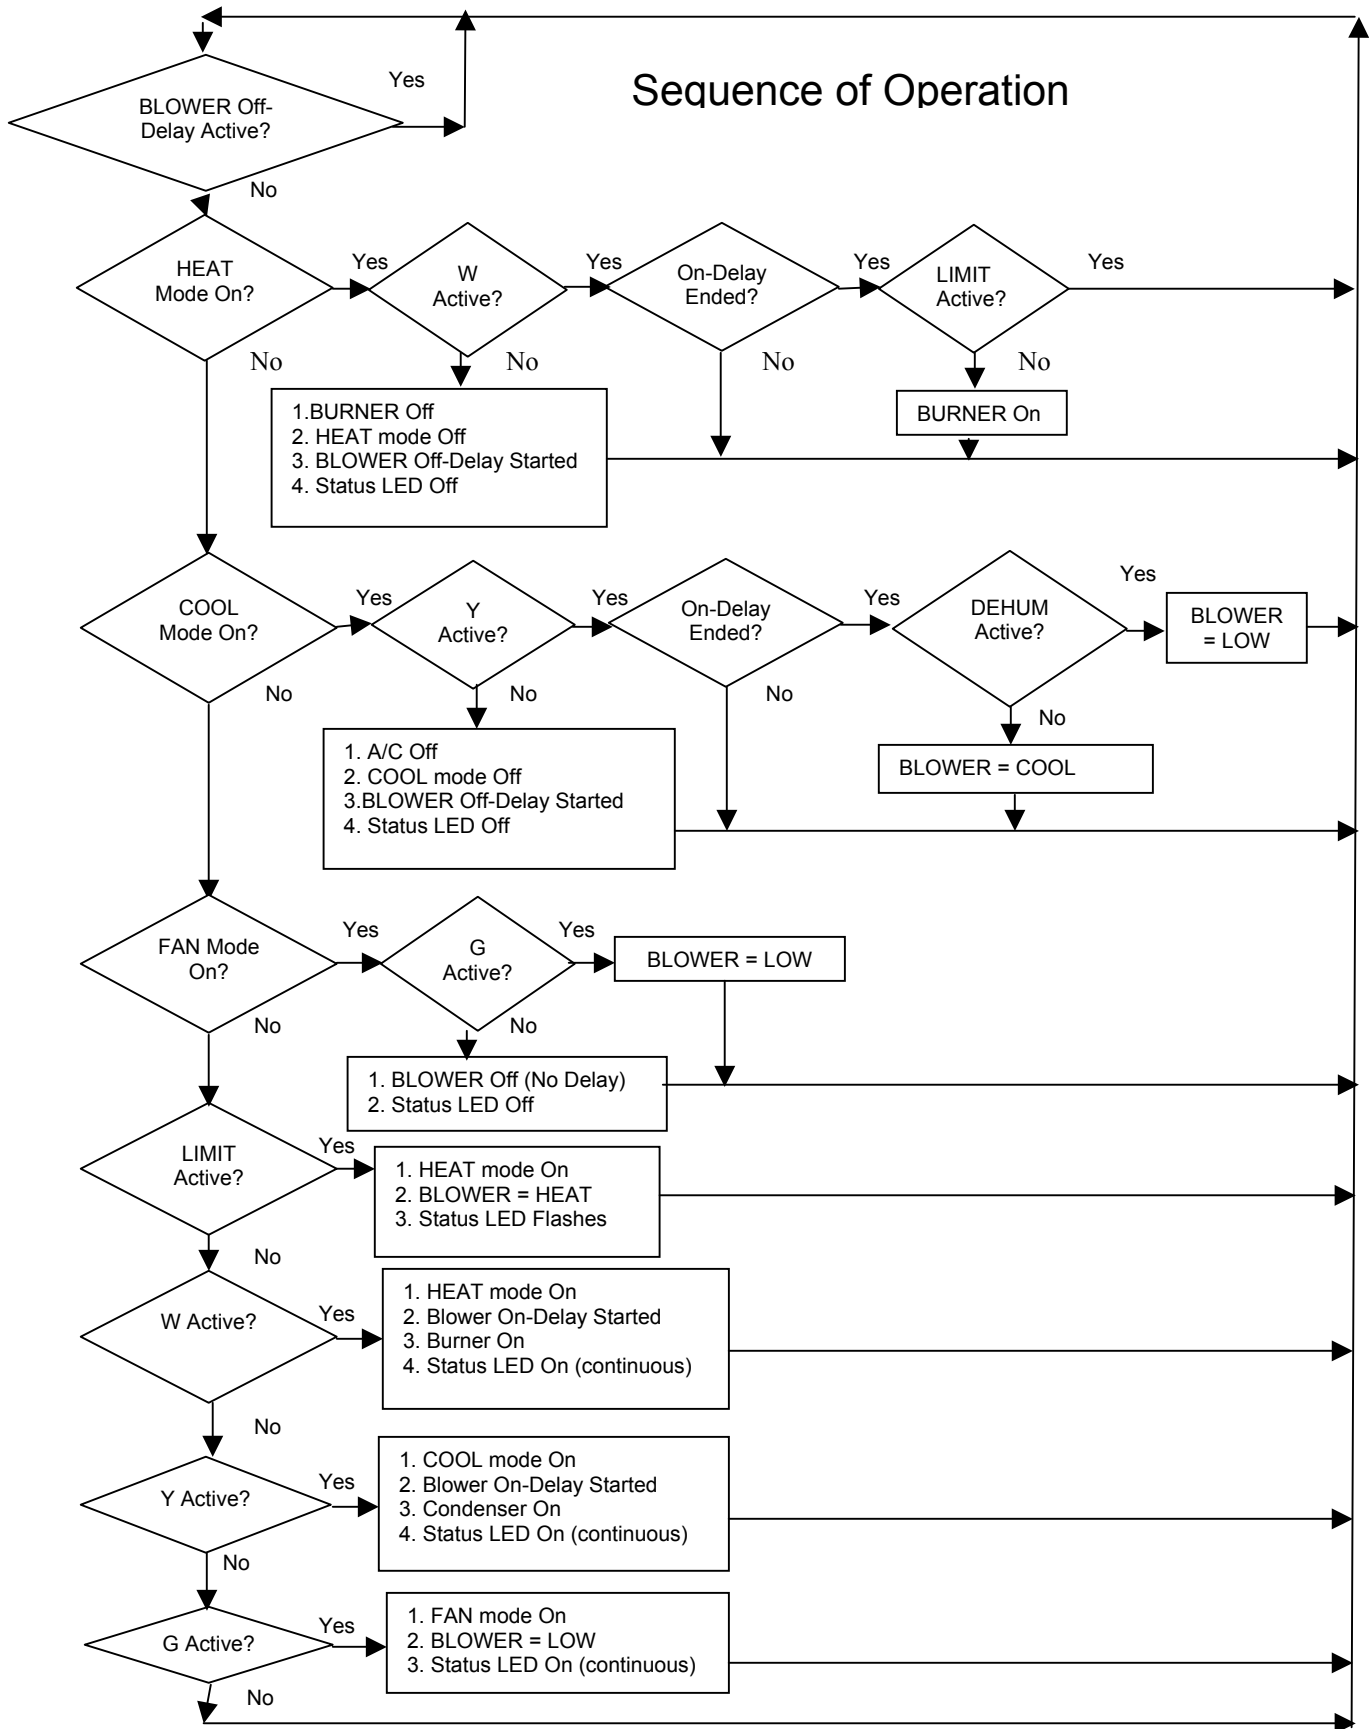 Sequence of Operation
BLOWER Off-
Delay Active?
Yes
No
HEAT
Mode On?
Yes
No
W
Active?
Yes
No
On-Delay
Ended?
Yes
No
LIMIT
Active?
Yes
No
1.BURNER Off
2. HEAT mode Off
3. BLOWER Off-Delay Started
4. Status LED Off
BURNER On
COOL
Mode On?
Yes
No
Y
Active?
Yes
No
On-Delay
Ended?
Yes
No
DEHUM
Active?
Yes
No
BLOWER
= LOW
1. A/C Off
2. COOL mode Off
3.BLOWER Off-Delay Started
4. Status LED Off
BLOWER = COOL
FAN Mode
On?
Yes
No
G
Active?
Yes
No
BLOWER = LOW
1. BLOWER Off (No Delay)
2. Status LED Off
LIMIT
Active?
Yes
No
1. HEAT mode On
2. BLOWER = HEAT
3. Status LED Flashes
W Active?
Yes
No
1. HEAT mode On
2. Blower On-Delay Started
3. Burner On
4. Status LED On (continuous)
Y Active?
Yes
No
1. COOL mode On
2. Blower On-Delay Started
3. Condenser On
4. Status LED On (continuous)
G Active?
Yes
No
1. FAN mode On
2. BLOWER = LOW
3. Status LED On (continuous)